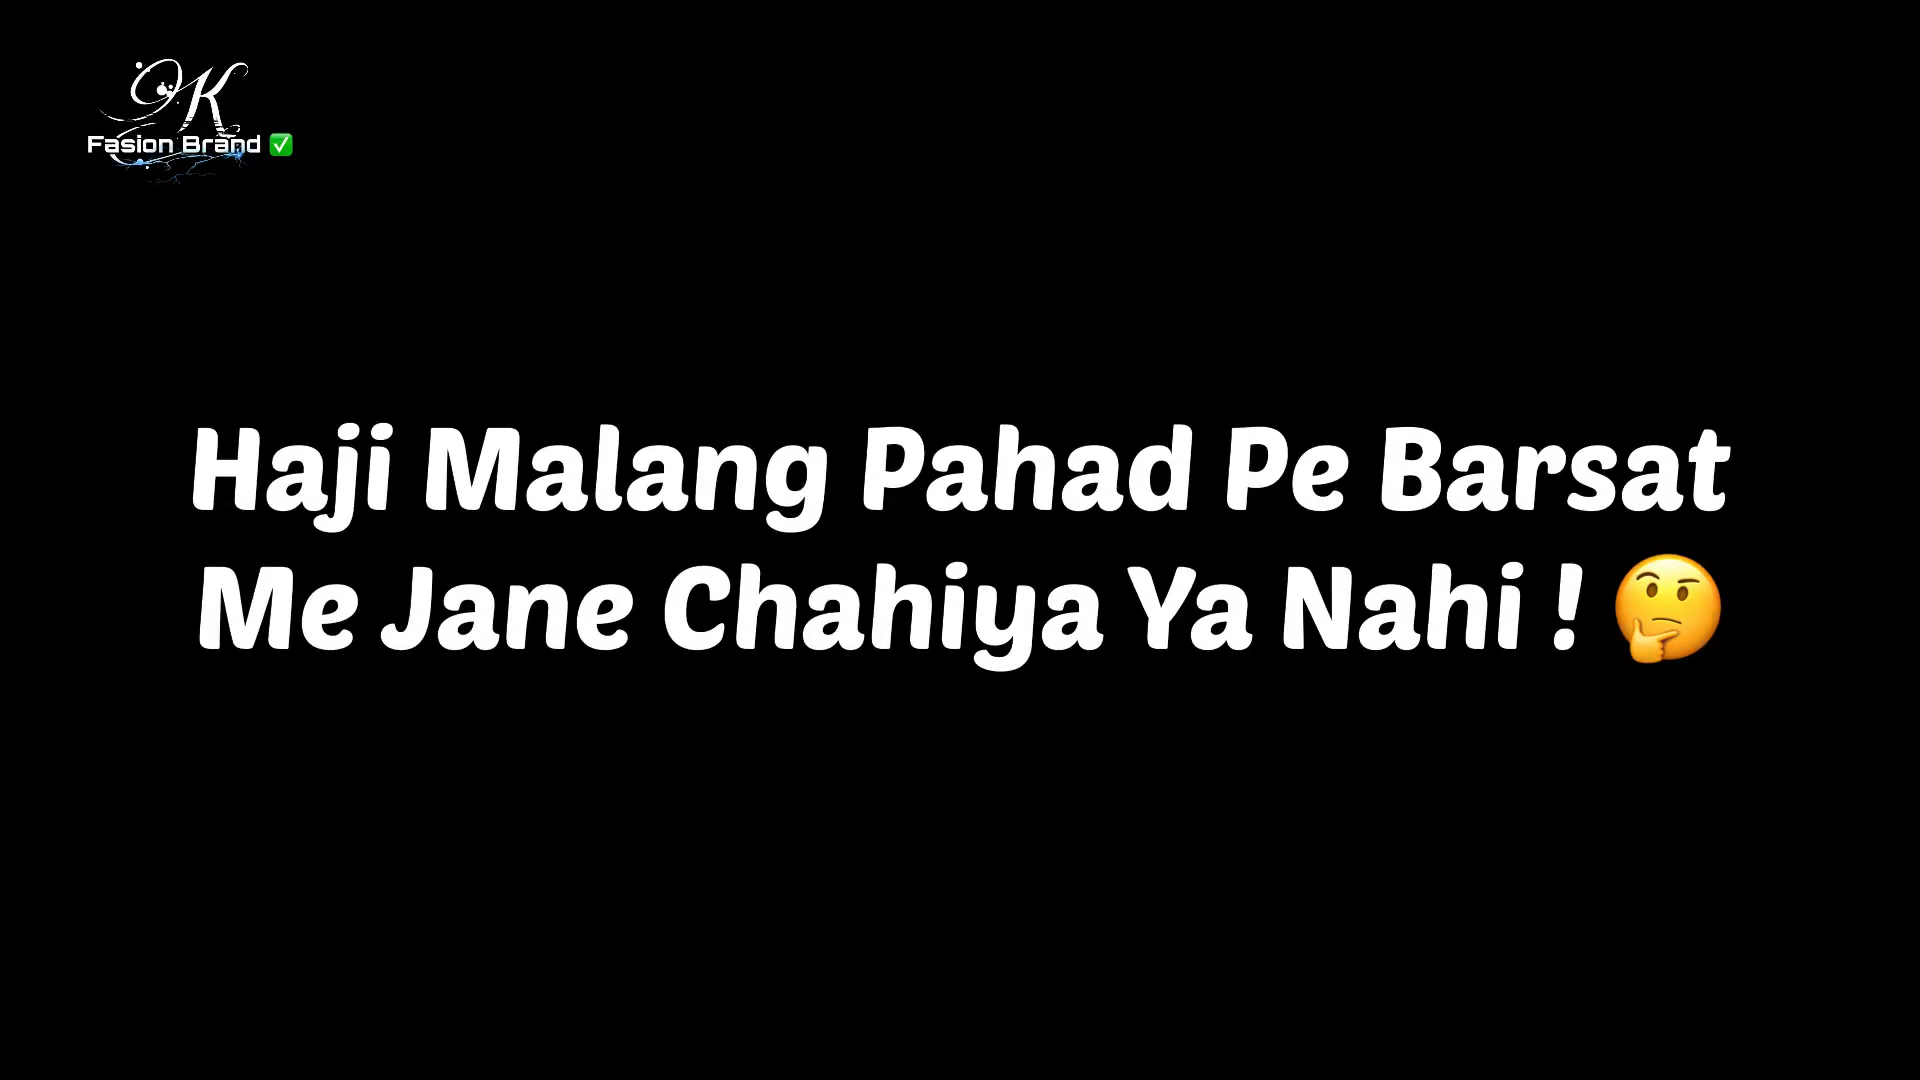 K
Fasion Brand ✅
Haji Malang Pahad Pe Barsat
Me Jane Chahiya Ya Nahi ! 🤔